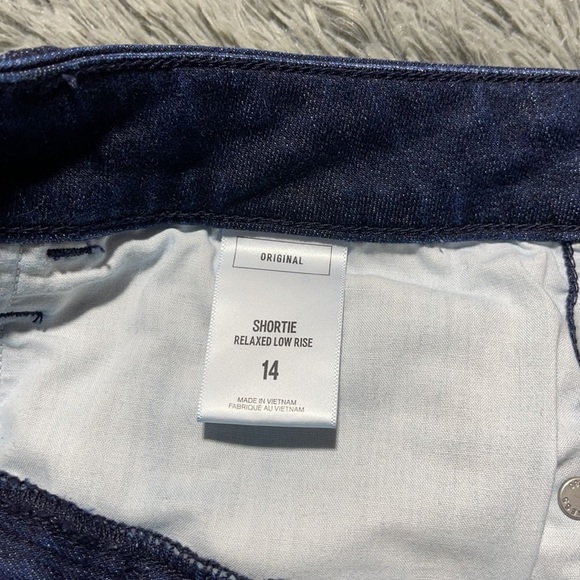 ORIGINAL
SHORTIE
RELAXED LOW RISE
14
MADE IN VIETNAM
FABRIQUÉ AU VIETNAM